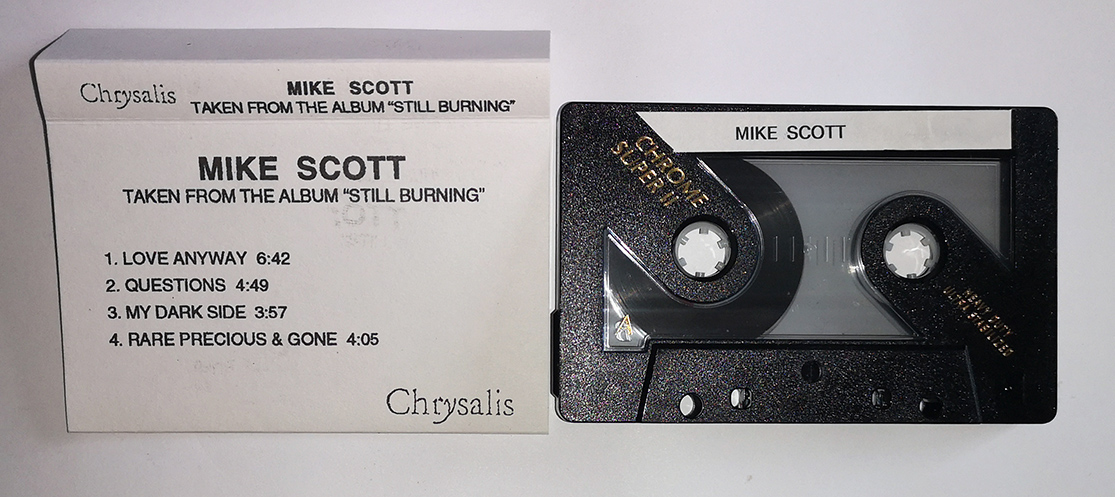 Chrysalis
MIKE SCOTT
TAKEN FROM THE ALBUM “STILL BURNING”
MIKE SCOTT
TAKEN FROM THE ALBUM “STILL BURNING”
1. LOVE ANYWAY 6:42
2. QUESTIONS 4:49
3. MY DARK SIDE 3:57
4. RARE PRECIOUS & GONE 4:05
Chrysalis
MIKE SCOTT
CHROME
SUPER II
A